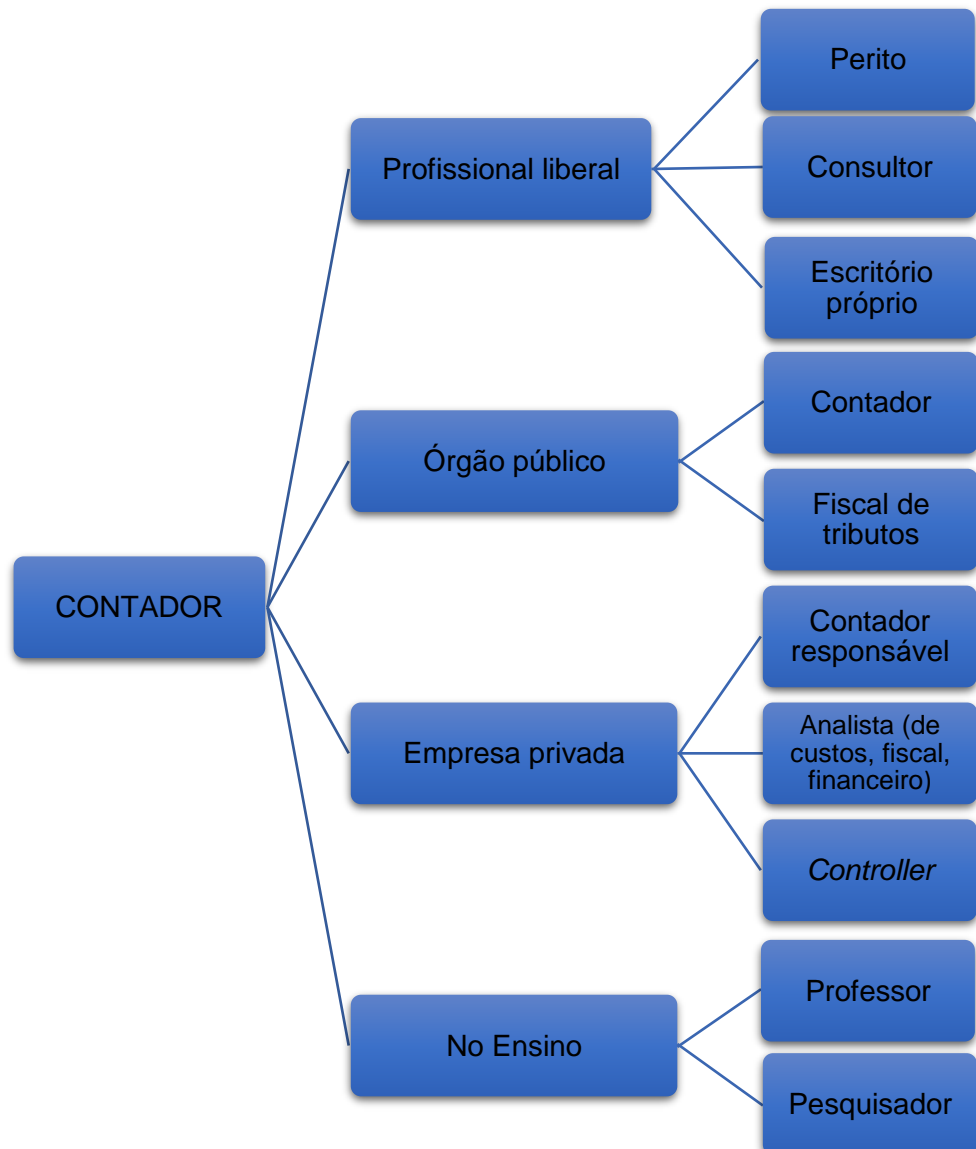 CONTADOR
Profissional liberal
Perito
Consultor
Escritório
próprio
Órgão público
Contador
Fiscal de
tributos
Empresa privada
Contador
responsável
Analista (de
custos, fiscal,
financeiro)
Controller
No Ensino
Professor
Pesquisador